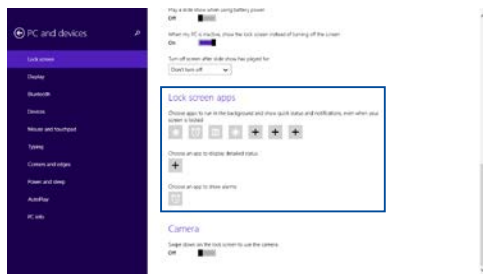 Play a slide show when using battery power
Off
PC and devices
When my PC is inactive, show the lock screen instead of turning off the screen
On
Lock screen
Turn off screen after slide show has played for
Don't turn off
Display
Bluetooth
Lock screen apps
Devices
Choose apps to run in the background and show quick status and notifications, even when your
screen is locked
Mouse and touchpad
Typing
Choose an app to display detailed status
Corners and edges
Power and sleep
Choose an app to show alarms
AutoPlay
PC info
Camera
Swipe down on the lock screen to use the camera.
Off